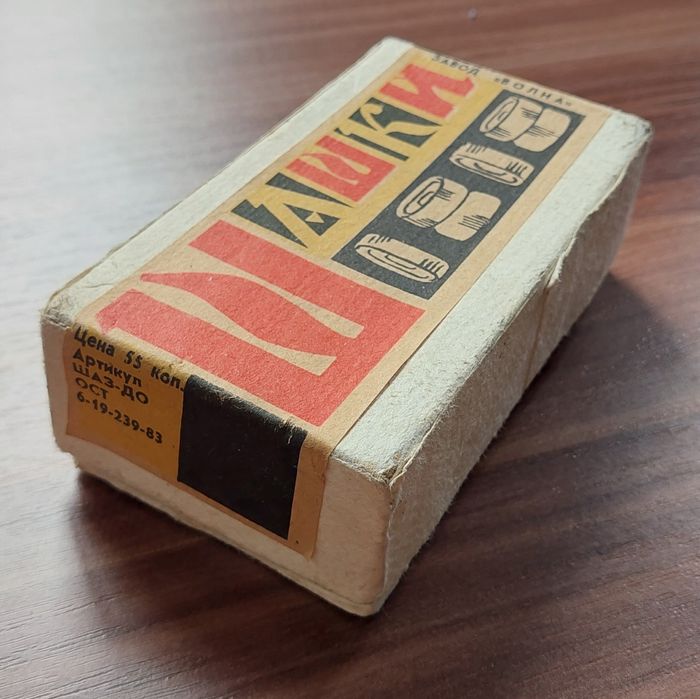 ЗАВОД «ВОЛНА»
ШАШКИ
Цена 55 коп.
Артикул
ШАЗ-ДО
ОСТ
6-19-239-83